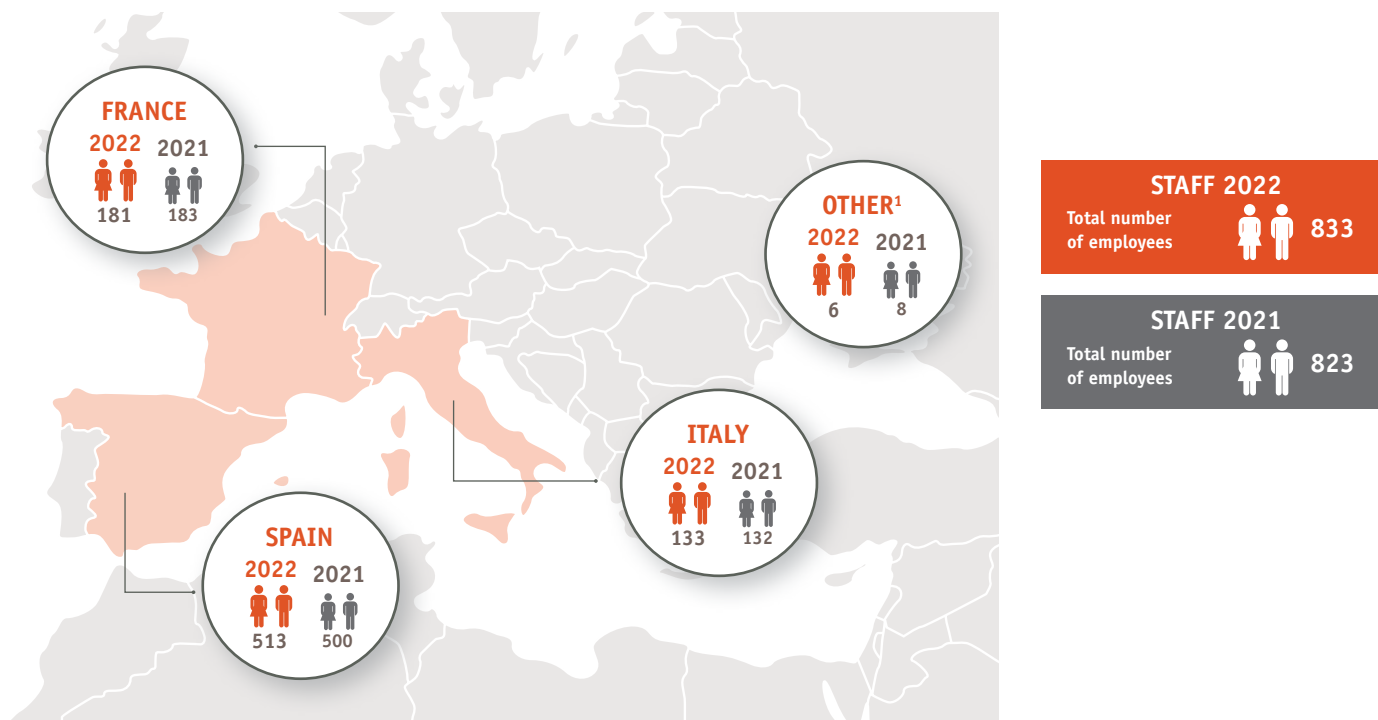 FRANCE
2022 2021
181 183
OTHER¹
2022 2021
6 8
ITALY
2022 2021
133 132
SPAIN
2022 2021
513 500
STAFF 2022
Total number
of employees
833
STAFF 2021
Total number
of employees
823